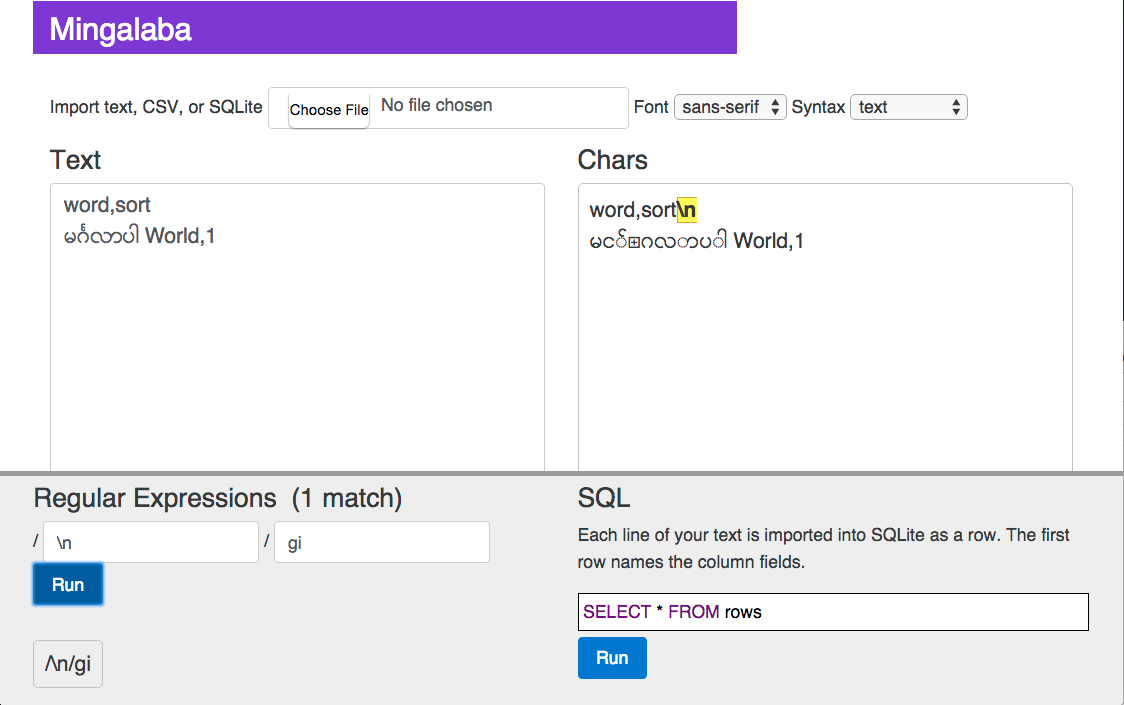 Mingalaba
Import text, CSV, or SQLite Choose File No file chosen Font sans-serif Syntax text
Text
word,sort
မင်္ဂလာပါ World,1
Chars
word,sort\n
မင်္ဂလာပါ World,1
Regular Expressions (1 match)
/ \n / gi
Run
/\n/gi
SQL
Each line of your text is imported into SQLite as a row. The first
row names the column fields.
SELECT * FROM rows
Run